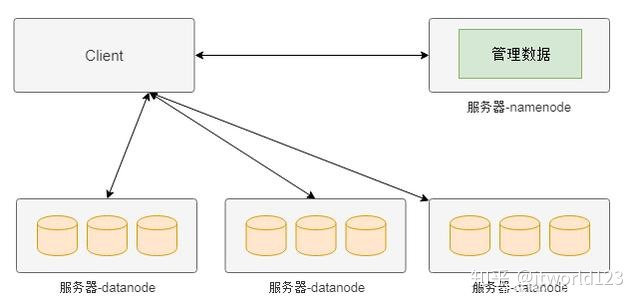 Client
管理数据
服务器-namenode
服务器-datanode
服务器-datanode
服务器-datanode
知乎 @itworld123